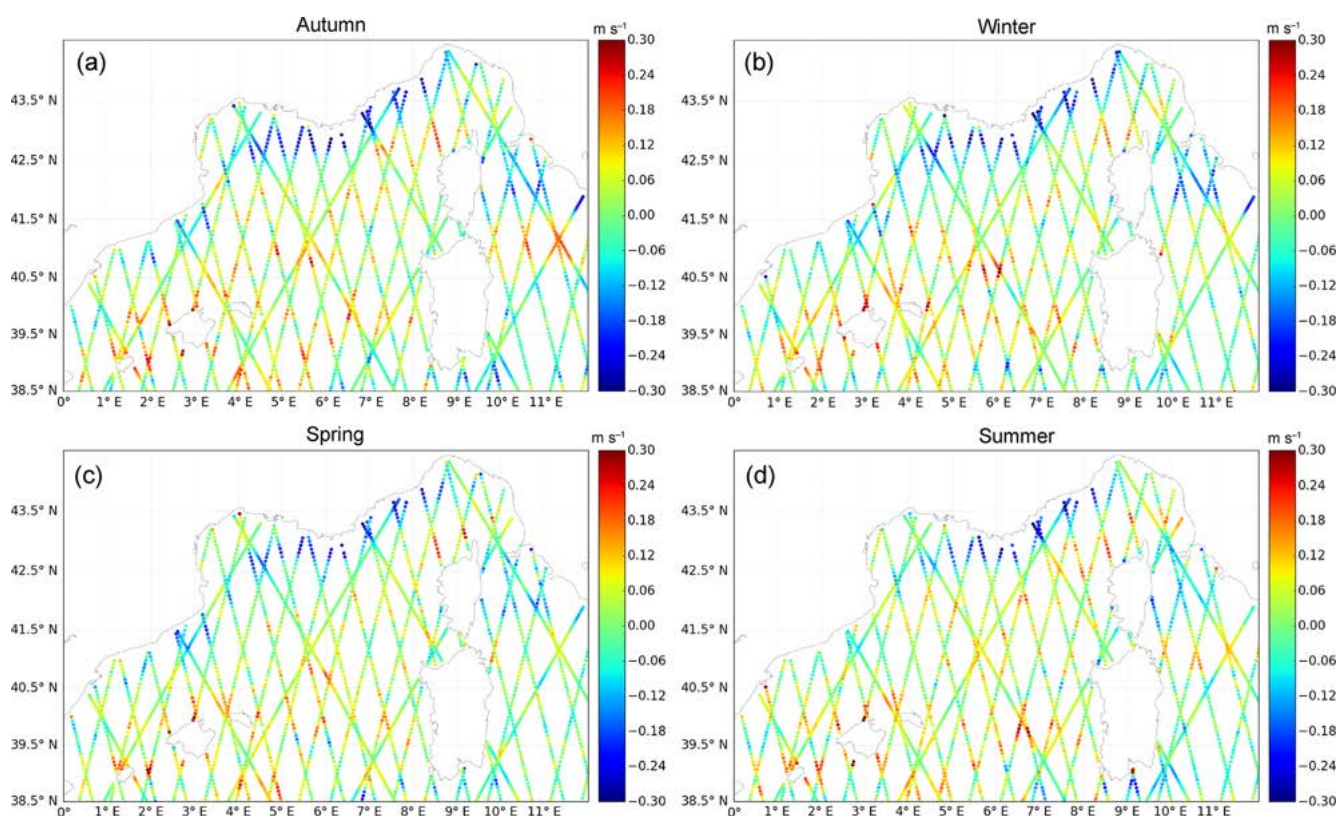 Autumn
m s⁻¹
(a)
43.5° N
42.5° N
41.5° N
40.5° N
39.5° N
38.5° N
0° 1° E 2° E 3° E 4° E 5° E 6° E 7° E 8° E 9° E 10° E 11° E
0.30
0.24
0.18
0.12
0.06
0.00
−0.06
−0.12
−0.18
−0.24
−0.30
Winter
m s⁻¹
(b)
43.5° N
42.5° N
41.5° N
40.5° N
39.5° N
38.5° N
0° 1° E 2° E 3° E 4° E 5° E 6° E 7° E 8° E 9° E 10° E 11° E
0.30
0.24
0.18
0.12
0.06
0.00
−0.06
−0.12
−0.18
−0.24
−0.30
Spring
m s⁻¹
(c)
43.5° N
42.5° N
41.5° N
40.5° N
39.5° N
38.5° N
0° 1° E 2° E 3° E 4° E 5° E 6° E 7° E 8° E 9° E 10° E 11° E
0.30
0.24
0.18
0.12
0.06
0.00
−0.06
−0.12
−0.18
−0.24
−0.30
Summer
m s⁻¹
(d)
43.5° N
42.5° N
41.5° N
40.5° N
39.5° N
38.5° N
0° 1° E 2° E 3° E 4° E 5° E 6° E 7° E 8° E 9° E 10° E 11° E
0.30
0.24
0.18
0.12
0.06
0.00
−0.06
−0.12
−0.18
−0.24
−0.30